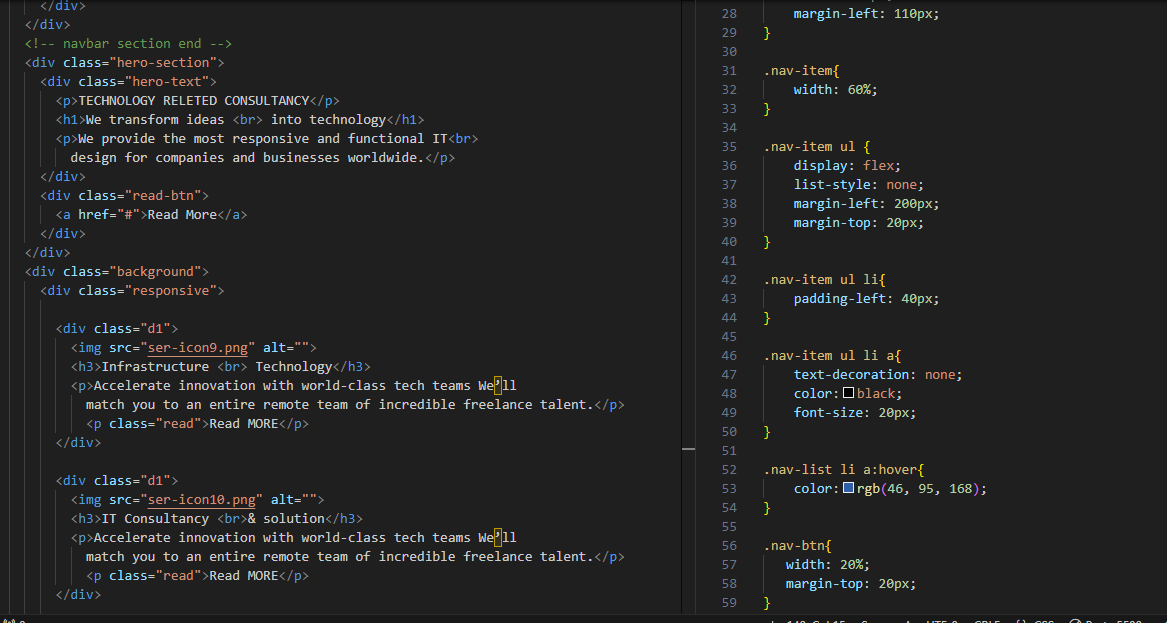 </div>
</div>
<!-- navbar section end -->
<div class="hero-section">
<div class="hero-text">
<p>TECHNOLOGY RELETED CONSULTANCY</p>
<h1>We transform ideas <br> into technology</h1>
<p>We provide the most responsive and functional IT<br>
design for companies and businesses worldwide.</p>
</div>
<div class="read-btn">
<a href="#">Read More</a>
</div>
</div>
<div class="background">
<div class="responsive">
<div class="d1">
<img src="ser-icon9.png" alt="">
<h3>Infrastructure <br> Technology</h3>
<p>Accelerate innovation with world-class tech teams We’ll
match you to an entire remote team of incredible freelance talent.</p>
<p class="read">Read MORE</p>
</div>
<div class="d1">
<img src="ser-icon10.png" alt="">
<h3>IT Consultancy <br>& solution</h3>
<p>Accelerate innovation with world-class tech teams We’ll
match you to an entire remote team of incredible freelance talent.</p>
<p class="read">Read MORE</p>
</div>
28 margin-left: 110px;
29 }
30
31 .nav-item{
32 width: 60%;
33 }
34
35 .nav-item ul {
36 display: flex;
37 list-style: none;
38 margin-left: 200px;
39 margin-top: 20px;
40 }
41
42 .nav-item ul li{
43 padding-left: 40px;
44 }
45
46 .nav-item ul li a{
47 text-decoration: none;
48 color: black;
49 font-size: 20px;
50 }
51
52 .nav-list li a:hover{
53 color: rgb(46, 95, 168);
54 }
55
56 .nav-btn{
57 width: 20%;
58 margin-top: 20px;
59 }